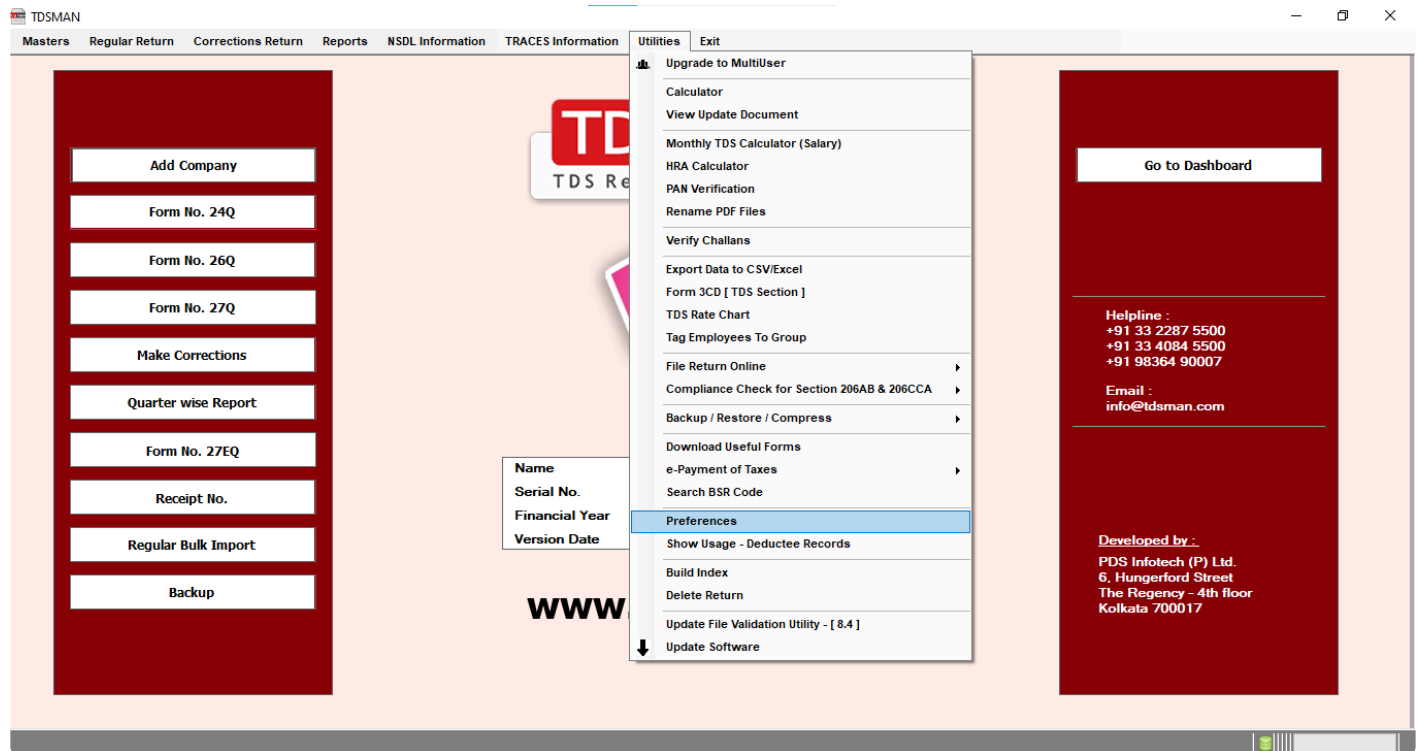 TDSMAN
Masters Regular Return Corrections Return Reports NSDL Information TRACES Information Utilities Exit
Add Company
Form No. 24Q
Form No. 26Q
Form No. 27Q
Make Corrections
Quarter wise Report
Form No. 27EQ
Receipt No.
Regular Bulk Import
Backup
TD
TDS Re
Name
Serial No.
Financial Year
Version Date
www.
Upgrade to MultiUser
Calculator
View Update Document
Monthly TDS Calculator (Salary)
HRA Calculator
PAN Verification
Rename PDF Files
Verify Challans
Export Data to CSV/Excel
Form 3CD [ TDS Section ]
TDS Rate Chart
Tag Employees To Group
File Return Online
Compliance Check for Section 206AB & 206CCA
Backup / Restore / Compress
Download Useful Forms
e-Payment of Taxes
Search BSR Code
Preferences
Show Usage - Deductee Records
Build Index
Delete Return
Update File Validation Utility - [ 8.4 ]
Update Software
Go to Dashboard
Helpline :
+91 33 2287 5500
+91 33 4084 5500
+91 98364 90007
Email :
info@tdsman.com
Developed by :
PDS Infotech (P) Ltd.
6, Hungerford Street
The Regency - 4th floor
Kolkata 700017